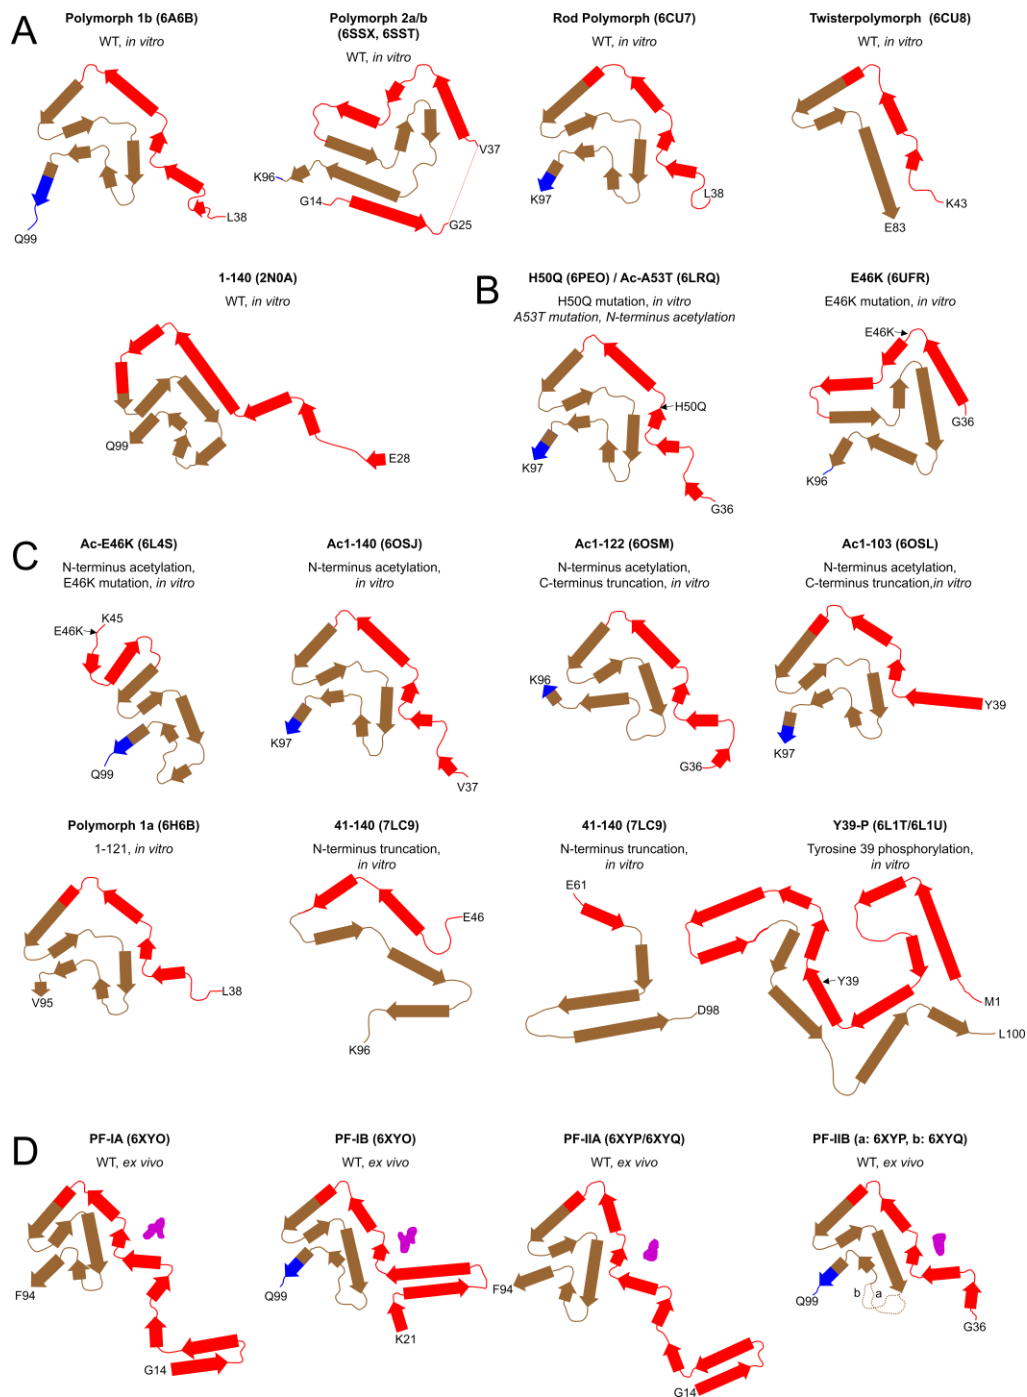 A
Polymorph 1b (6A6B)
WT, in vitro
Q99
L38
Polymorph 2a/b
(6SSX, 6SST)
WT, in vitro
V37
K96
G14
G25
Rod Polymorph (6CU7)
WT, in vitro
K97
L38
Twisterpolymorph (6CU8)
WT, in vitro
K43
E83
1-140 (2N0A)
WT, in vitro
Q99
E28
B
H50Q (6PEO) / Ac-A53T (6LRQ)
H50Q mutation, in vitro
A53T mutation, N-terminus acetylation
H50Q
K97
G36
E46K (6UFR)
E46K mutation, in vitro
E46K
G36
K96
C
Ac-E46K (6L4S)
N-terminus acetylation,
E46K mutation, in vitro
K45
E46K
Q99
Ac1-140 (6OSJ)
N-terminus acetylation,
in vitro
K97
V37
Ac1-122 (6OSM)
N-terminus acetylation,
C-terminus truncation, in vitro
K96
G36
Ac1-103 (6OSL)
N-terminus acetylation,
C-terminus truncation,in vitro
Y39
K97
Polymorph 1a (6H6B)
1-121, in vitro
V95
L38
41-140 (7LC9)
N-terminus truncation,
in vitro
E46
K96
41-140 (7LC9)
N-terminus truncation,
in vitro
E61
D98
Y39-P (6L1T/6L1U)
Tyrosine 39 phosphorylation,
in vitro
Y39
M1
L100
D
PF-IA (6XYO)
WT, ex vivo
F94
G14
PF-IB (6XYO)
WT, ex vivo
Q99
K21
PF-IIA (6XYP/6XYQ)
WT, ex vivo
F94
G14
PF-IIB (a: 6XYP, b: 6XYQ)
WT, ex vivo
b
a
Q99
G36